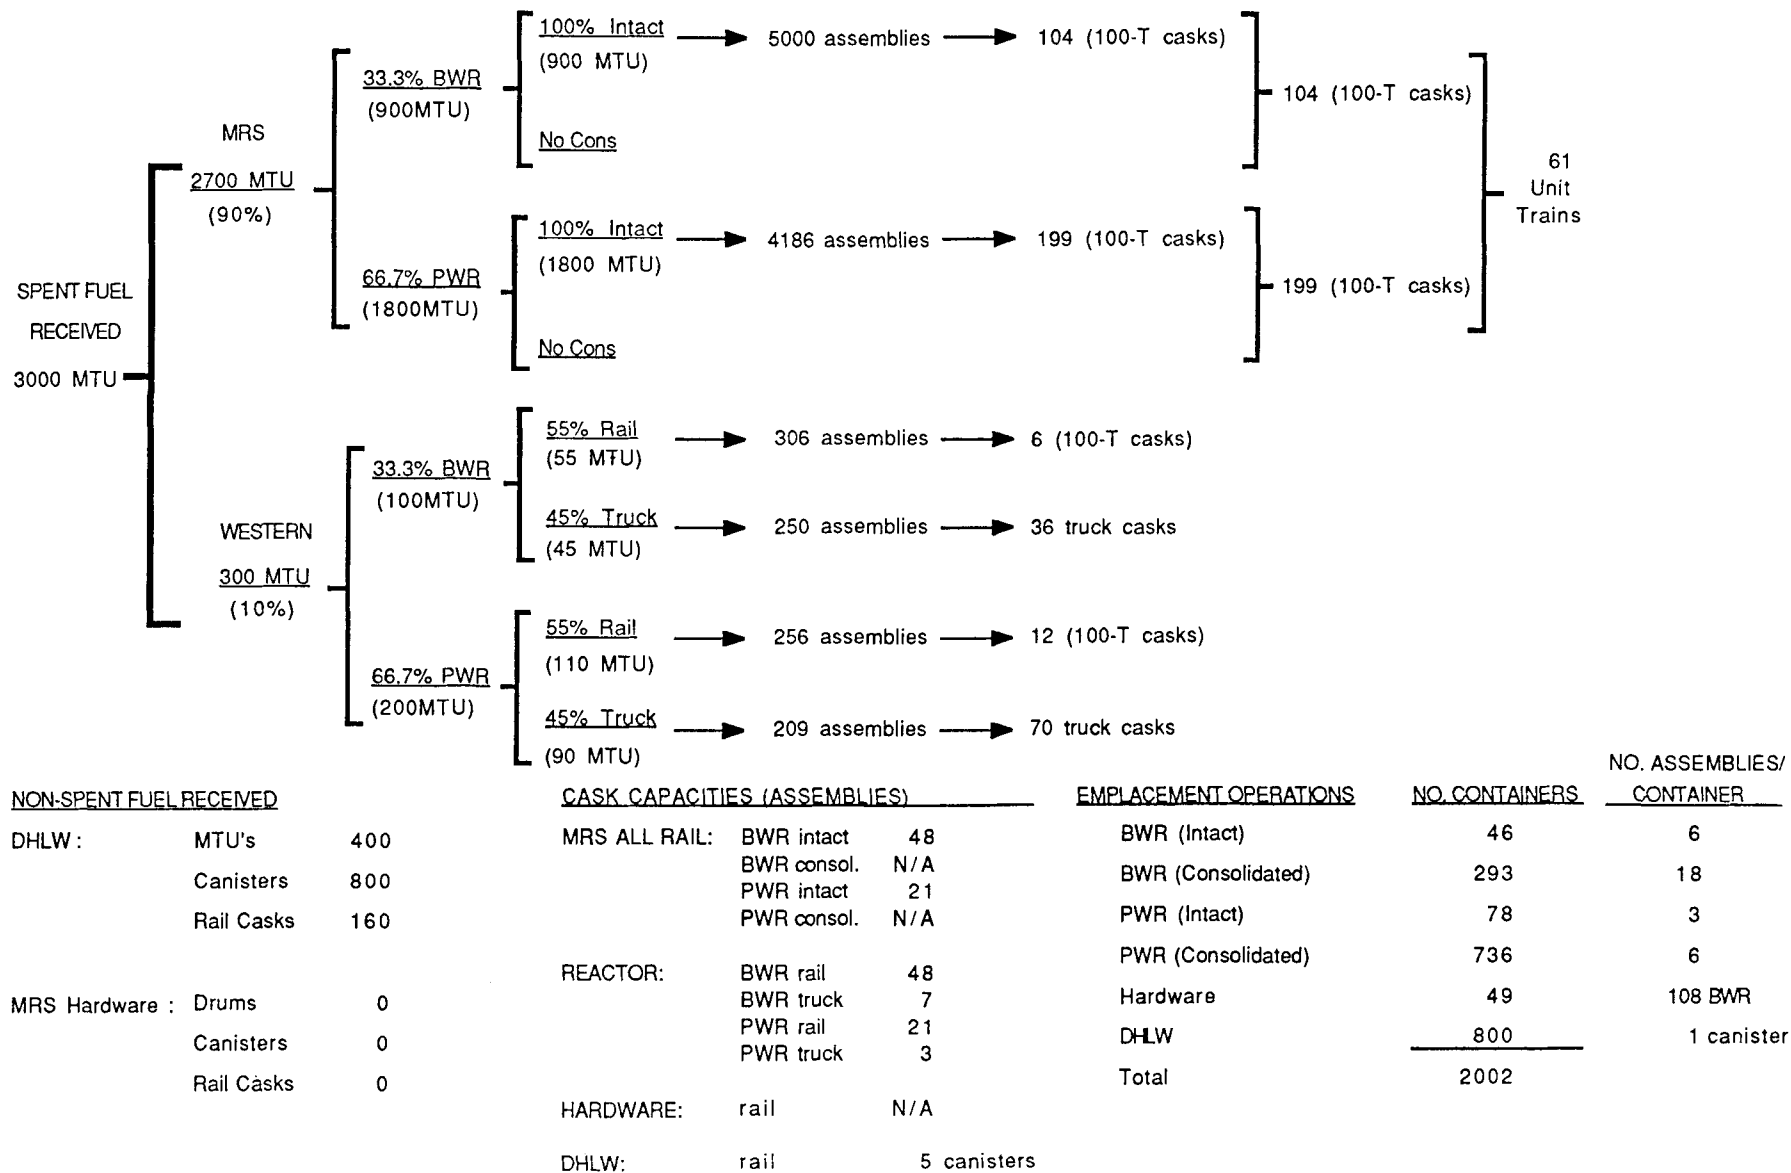 SPENT FUEL
RECEIVED
3000 MTU
MRS
2700 MTU
(90%)
33.3% BWR
(900MTU)
100% Intact
(900 MTU)
5000 assemblies
104 (100-T casks)
No Cons
104 (100-T casks)
66.7% PWR
(1800MTU)
100% Intact
(1800 MTU)
4186 assemblies
199 (100-T casks)
No Cons
199 (100-T casks)
61
Unit
Trains
WESTERN
300 MTU
(10%)
33.3% BWR
(100MTU)
55% Rail
(55 MTU)
306 assemblies
6 (100-T casks)
45% Truck
(45 MTU)
250 assemblies
36 truck casks
66.7% PWR
(200MTU)
55% Rail
(110 MTU)
256 assemblies
12 (100-T casks)
45% Truck
(90 MTU)
209 assemblies
70 truck casks
NON-SPENT FUEL RECEIVED
DHLW : MTU's 400
Canisters 800
Rail Casks 160
MRS Hardware : Drums 0
Canisters 0
Rail Casks 0
CASK CAPACITIES (ASSEMBLIES)
MRS ALL RAIL: BWR intact 48
BWR consol. N/A
PWR intact 21
PWR consol. N/A
REACTOR: BWR rail 48
BWR truck 7
PWR rail 21
PWR truck 3
HARDWARE: rail N/A
DHLW: rail 5 canisters
NO. ASSEMBLIES/
EMPLACEMENT OPERATIONS NO. CONTAINERS CONTAINER
BWR (Intact) 46 6
BWR (Consolidated) 293 18
PWR (Intact) 78 3
PWR (Consolidated) 736 6
Hardware 49 108 BWR
DHLW 800 1 canister
Total 2002